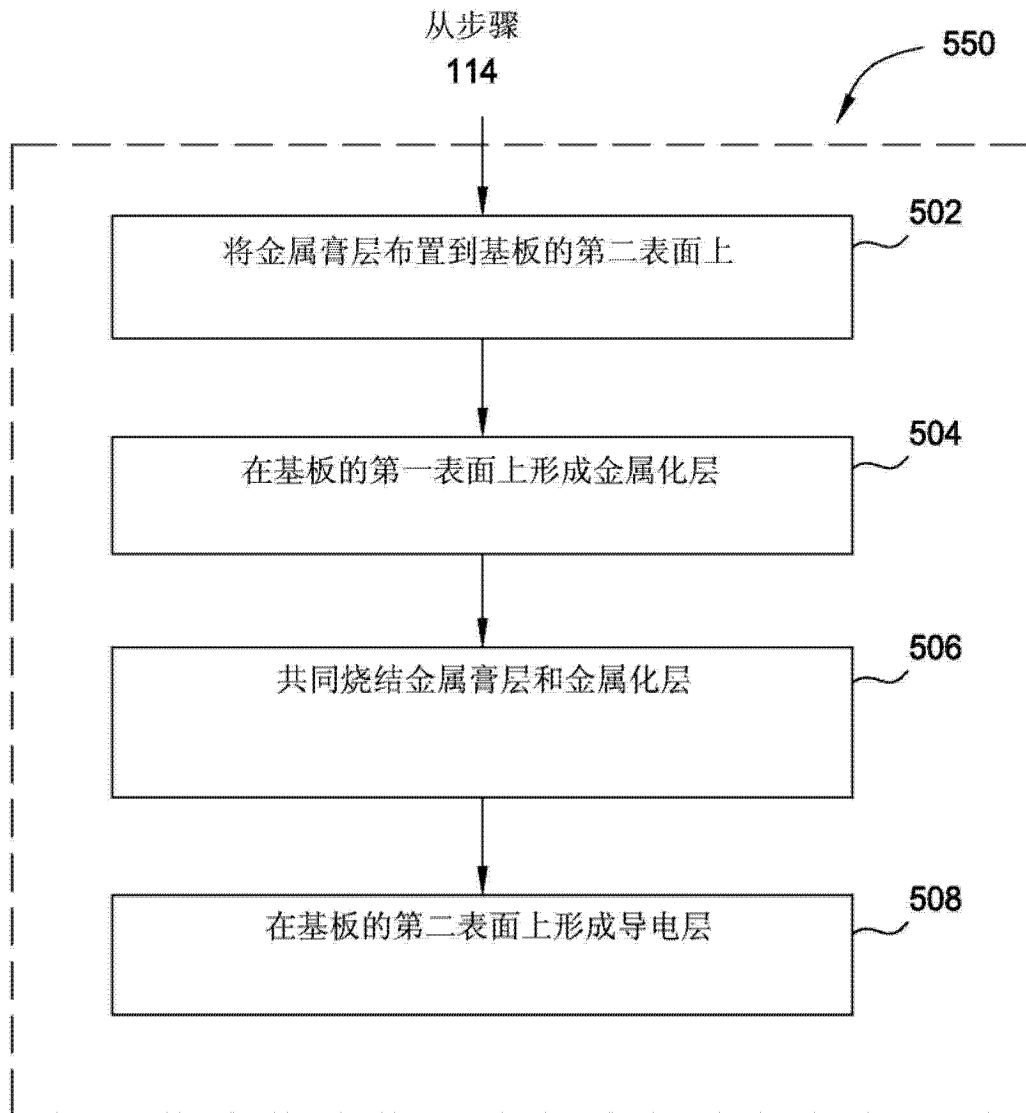 从步骤
114
550
502
将金属膏层布置到基板的第二表面上
504
在基板的第一表面上形成金属化层
506
共同烧结金属膏层和金属化层
508
在基板的第二表面上形成导电层